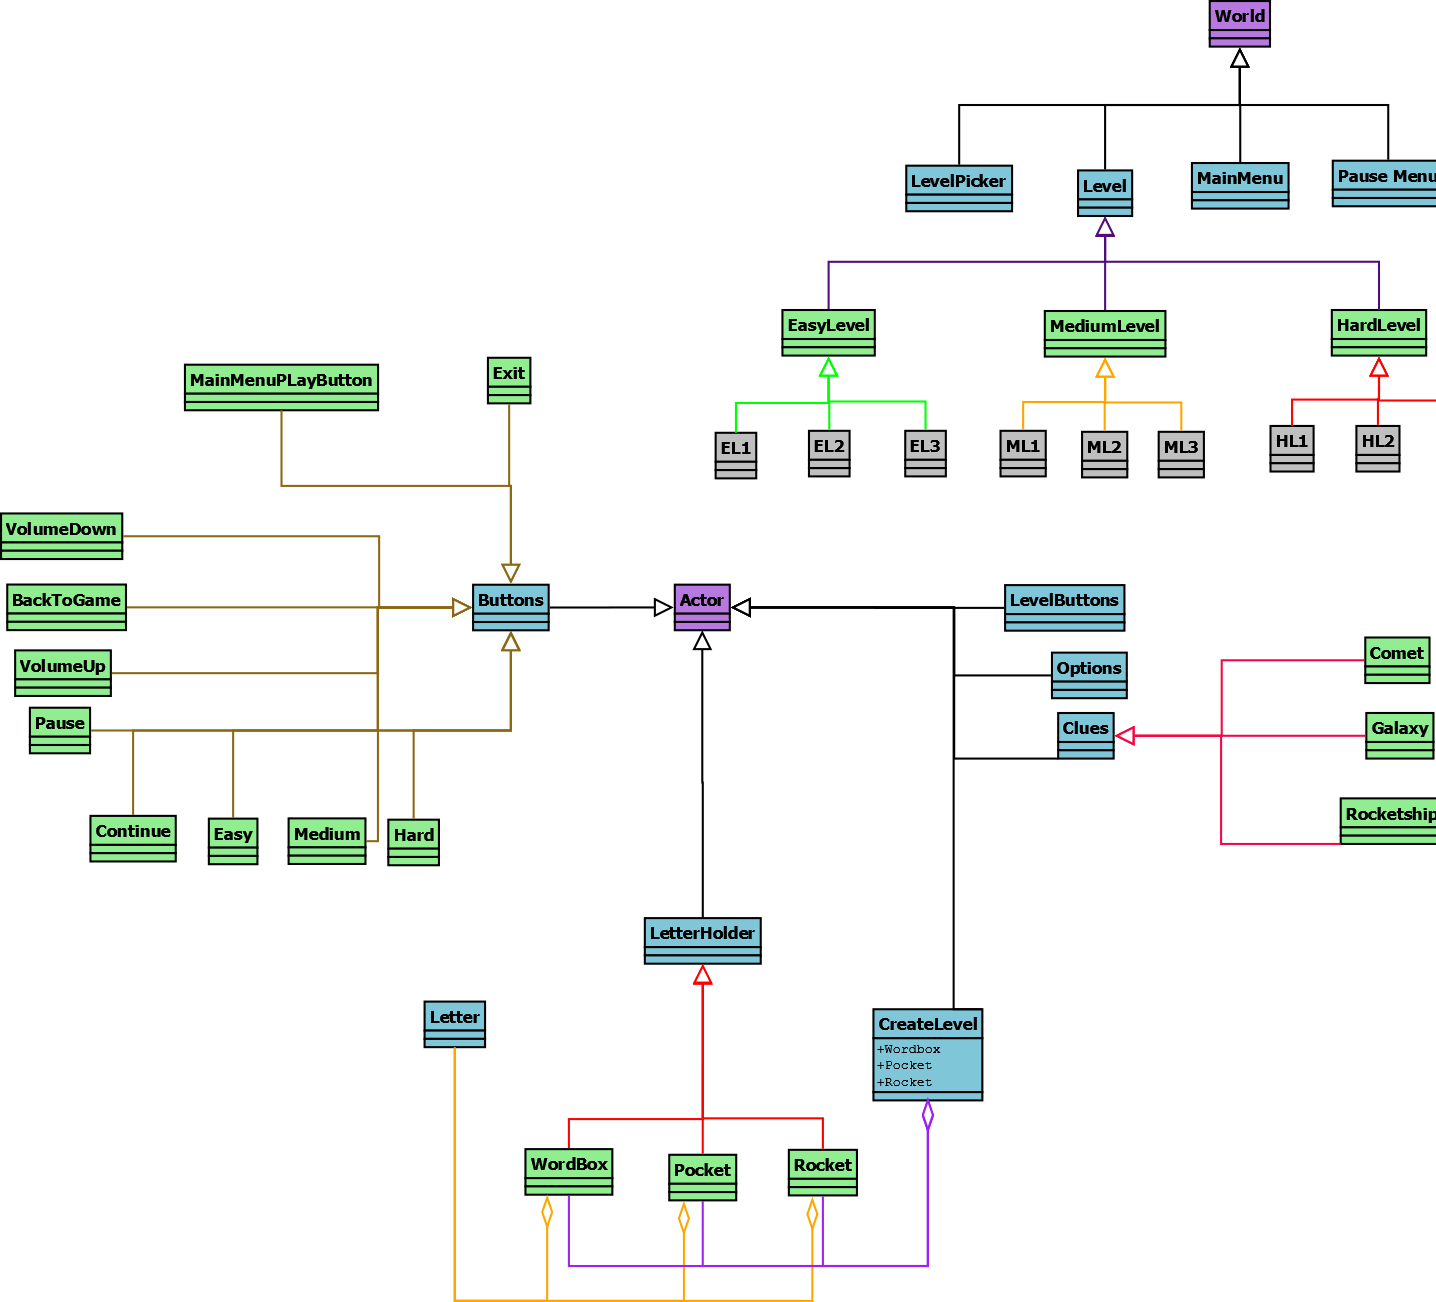 World
LevelPicker
Level
MainMenu
Pause Menu
EasyLevel
MediumLevel
HardLevel
MainMenuPLayButton
Exit
EL1
EL2
EL3
ML1
ML2
ML3
HL1
HL2
VolumeDown
BackToGame
Buttons
Actor
LevelButtons
VolumeUp
Options
Comet
Pause
Clues
Galaxy
Continue
Easy
Medium
Hard
Rocketship
LetterHolder
Letter
CreateLevel
+Wordbox
+Pocket
+Rocket
WordBox
Pocket
Rocket